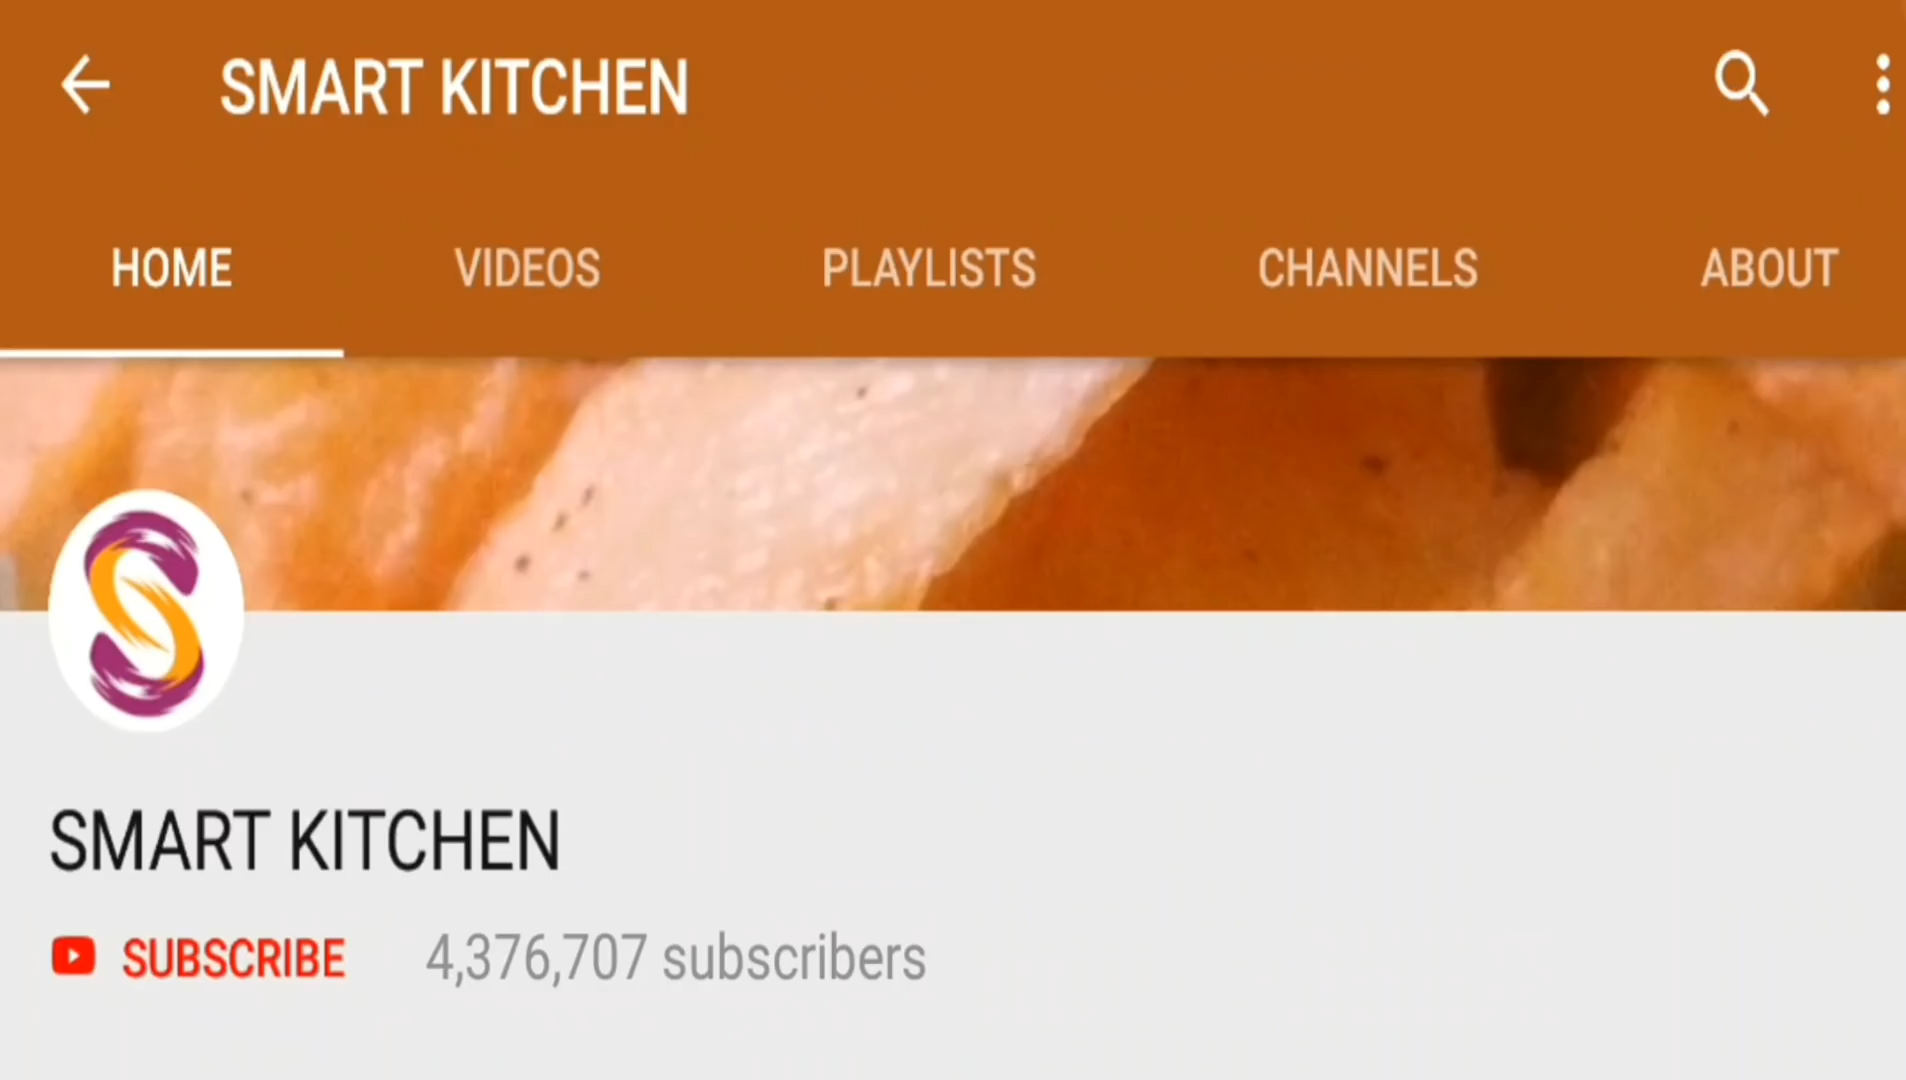 SMART KITCHEN
HOME VIDEOS PLAYLISTS CHANNELS ABOUT
SMART KITCHEN
SUBSCRIBE 4,376,707 subscribers